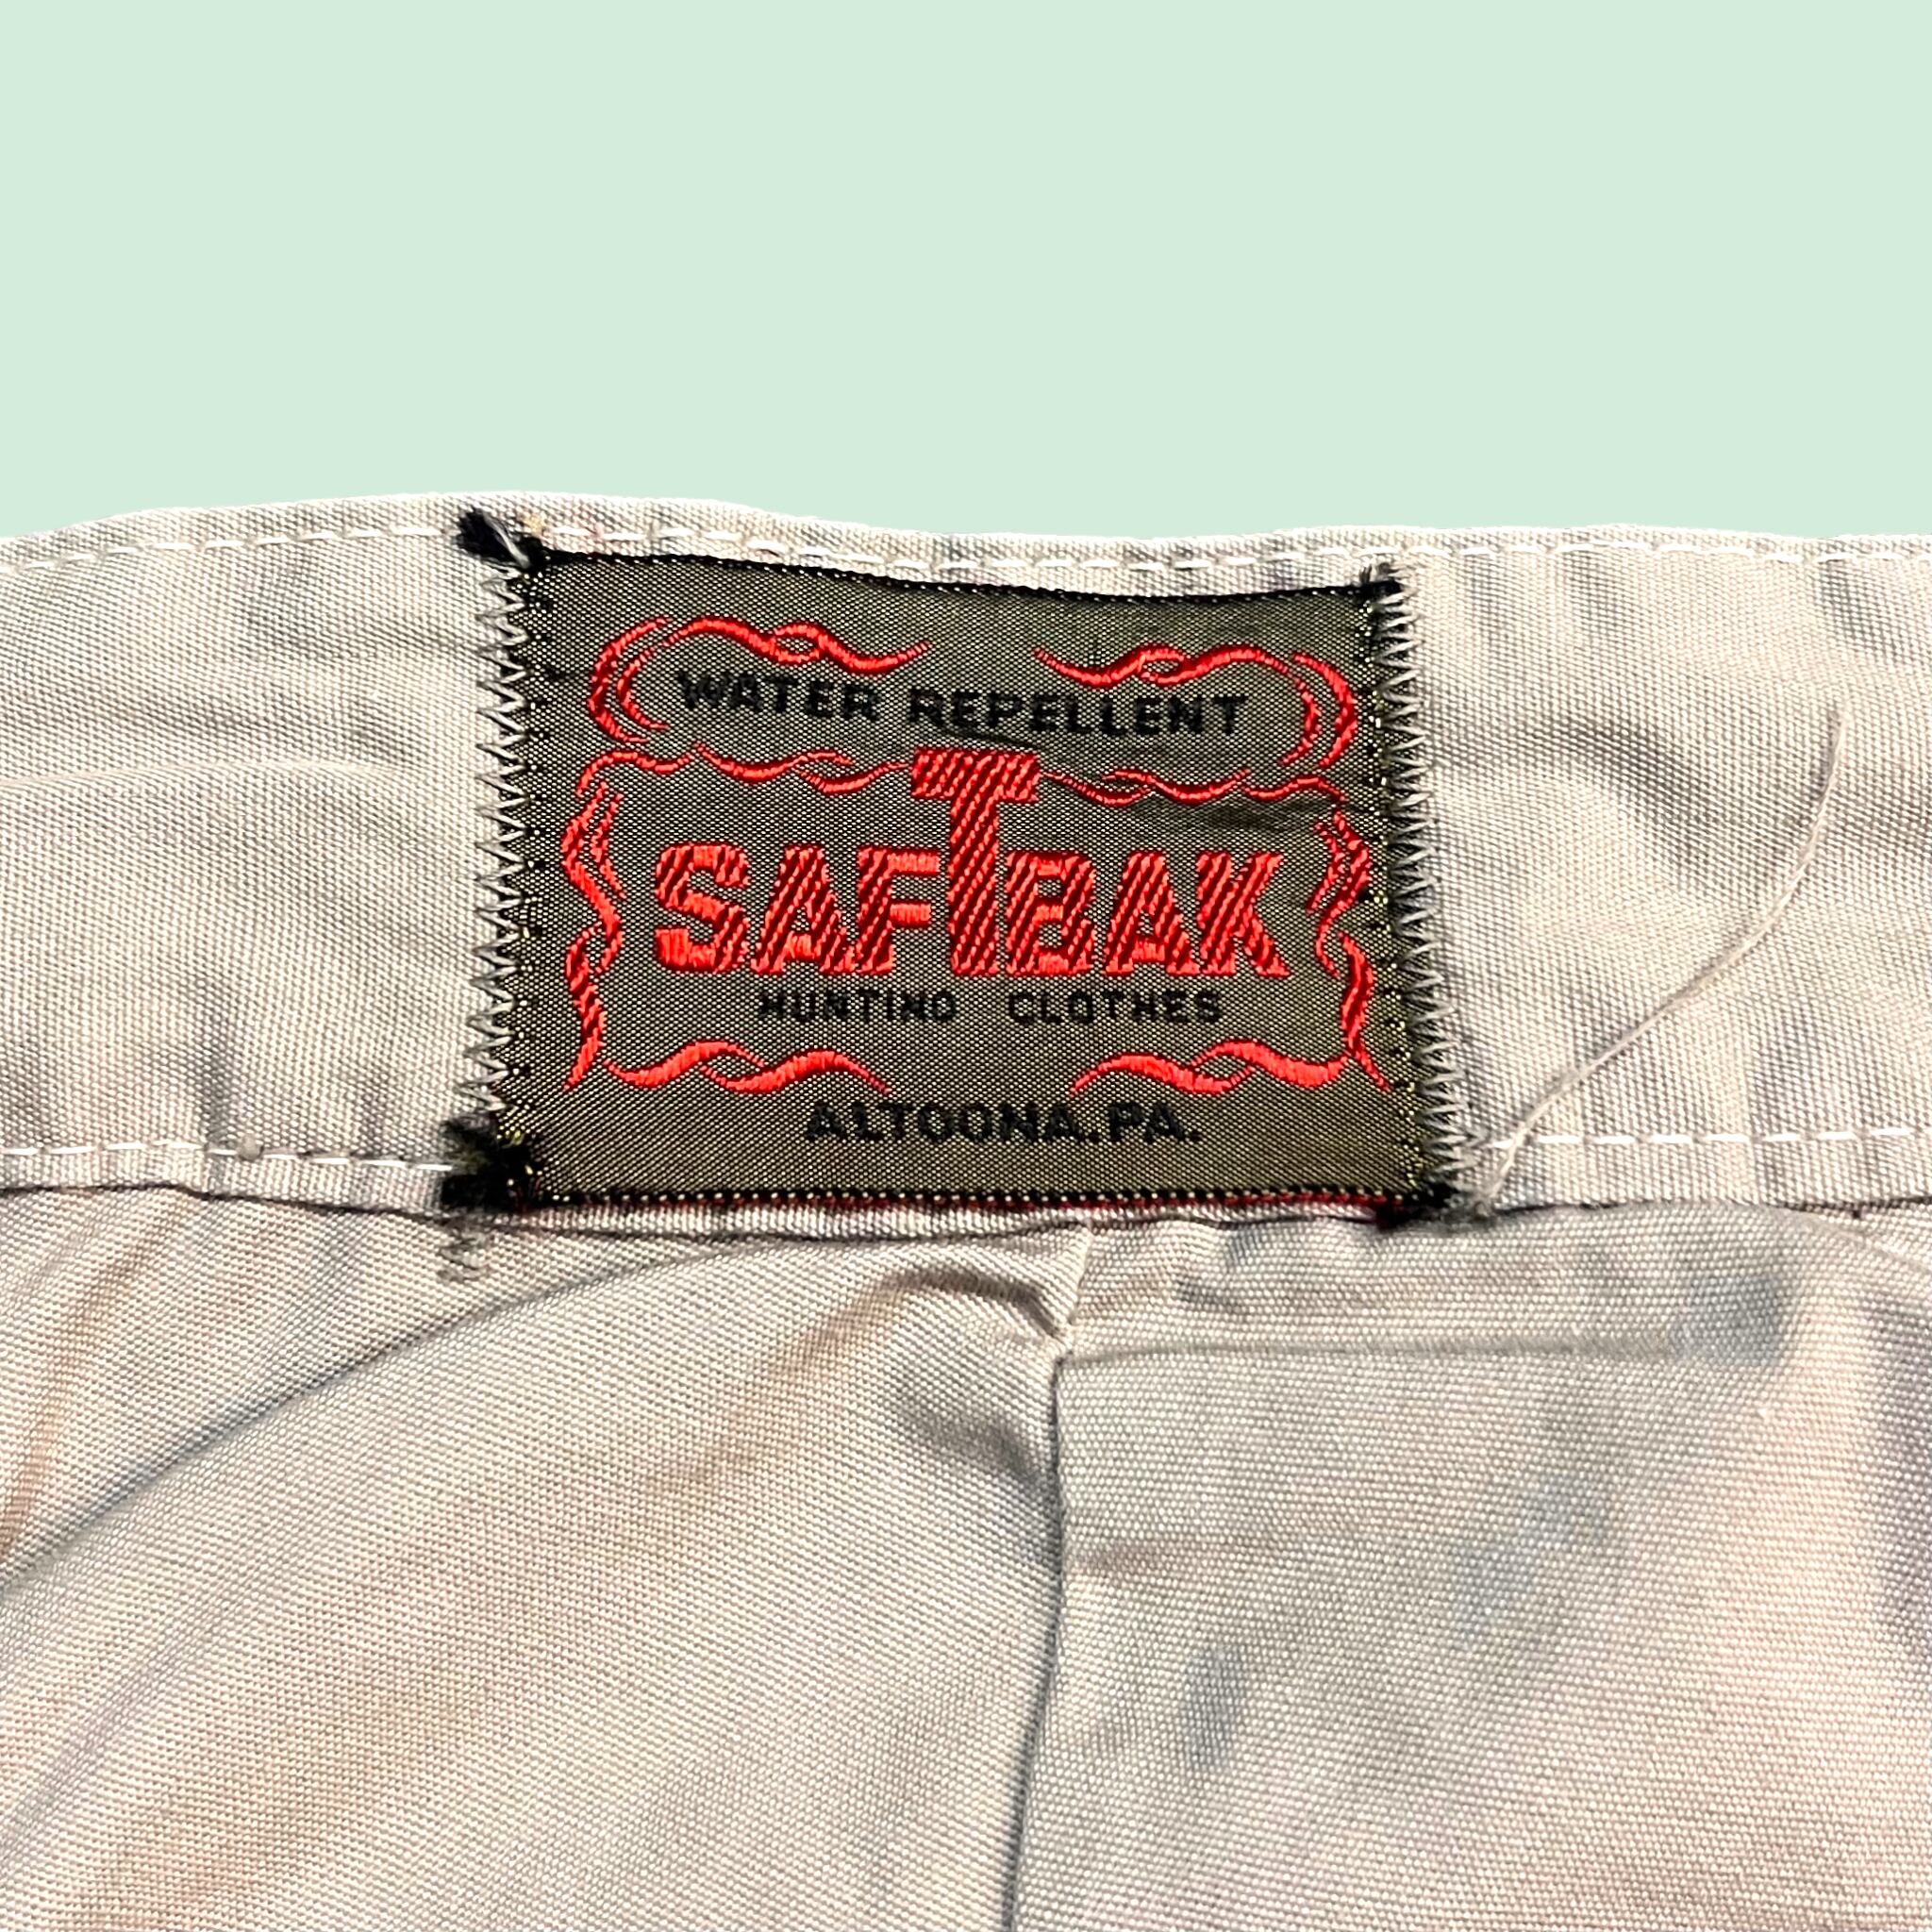 WATER REPELLENT
SAFTBAK
HUNTING CLOTHES
ALTOONA.PA.